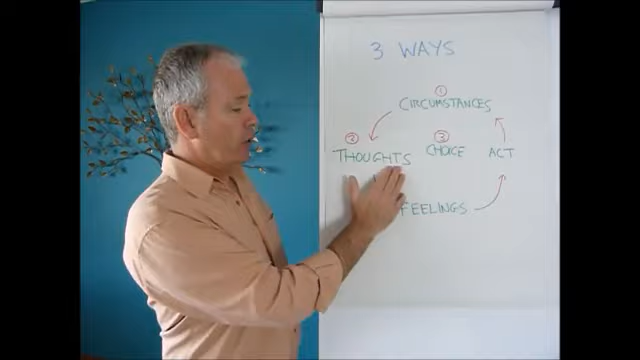 3 WAYS
①
CIRCUMSTANCES
② ③
THOUGHTS CHOICE ACT
FEELINGS